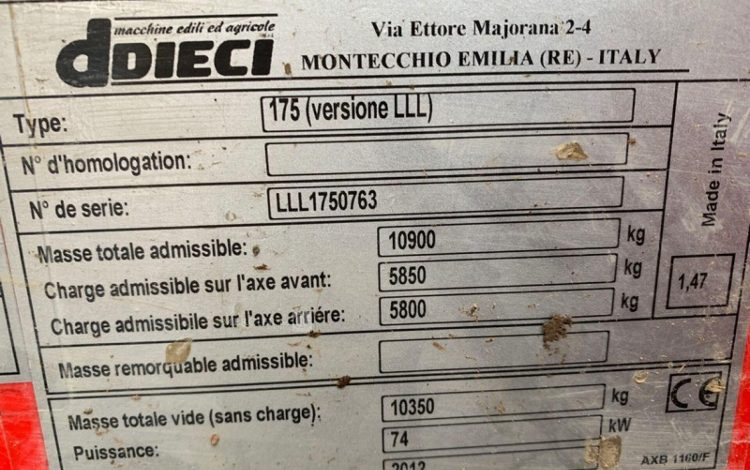 macchine edili ed agricole
dDIECI
Via Ettore Majorana 2-4
MONTECCHIO EMILIA (RE) - ITALY
Type: 175 (versione LLL)
N° d'homologation:
N° de serie: LLL1750763
Masse totale admissible: 10900 kg
Charge admissible sur l'axe avant: 5850 kg
Charge admissibile sur l'axe arriére: 5800 kg
Masse remorquable admissible:
Masse totale vide (sans charge): 10350 kg
Puissance: 74 kW
2012
Made in Italy
1,47
CE
AXB 1160/F